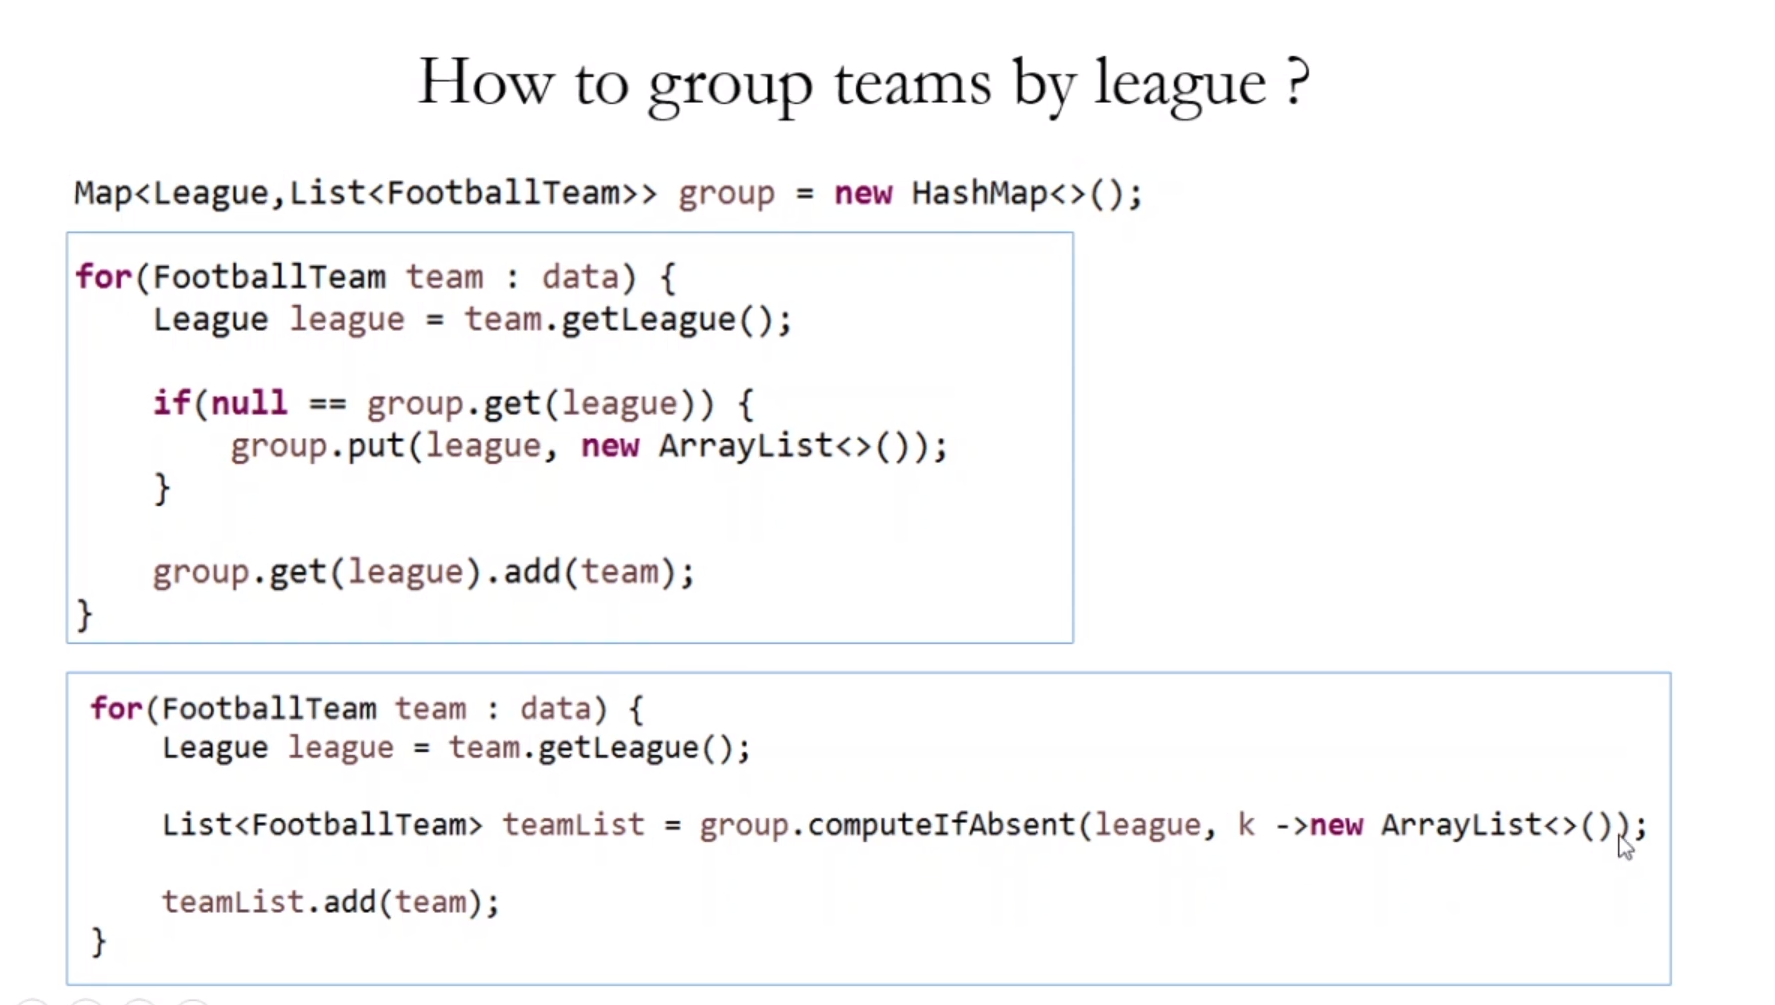 How to group teams by league ?
Map<League,List<FootballTeam>> group = new HashMap<>();
for(FootballTeam team : data) {
League league = team.getLeague();
if(null == group.get(league)) {
group.put(league, new ArrayList<>());
}
group.get(league).add(team);
}
for(FootballTeam team : data) {
League league = team.getLeague();
List<FootballTeam> teamList = group.computeIfAbsent(league, k ->new ArrayList<>());
teamList.add(team);
}